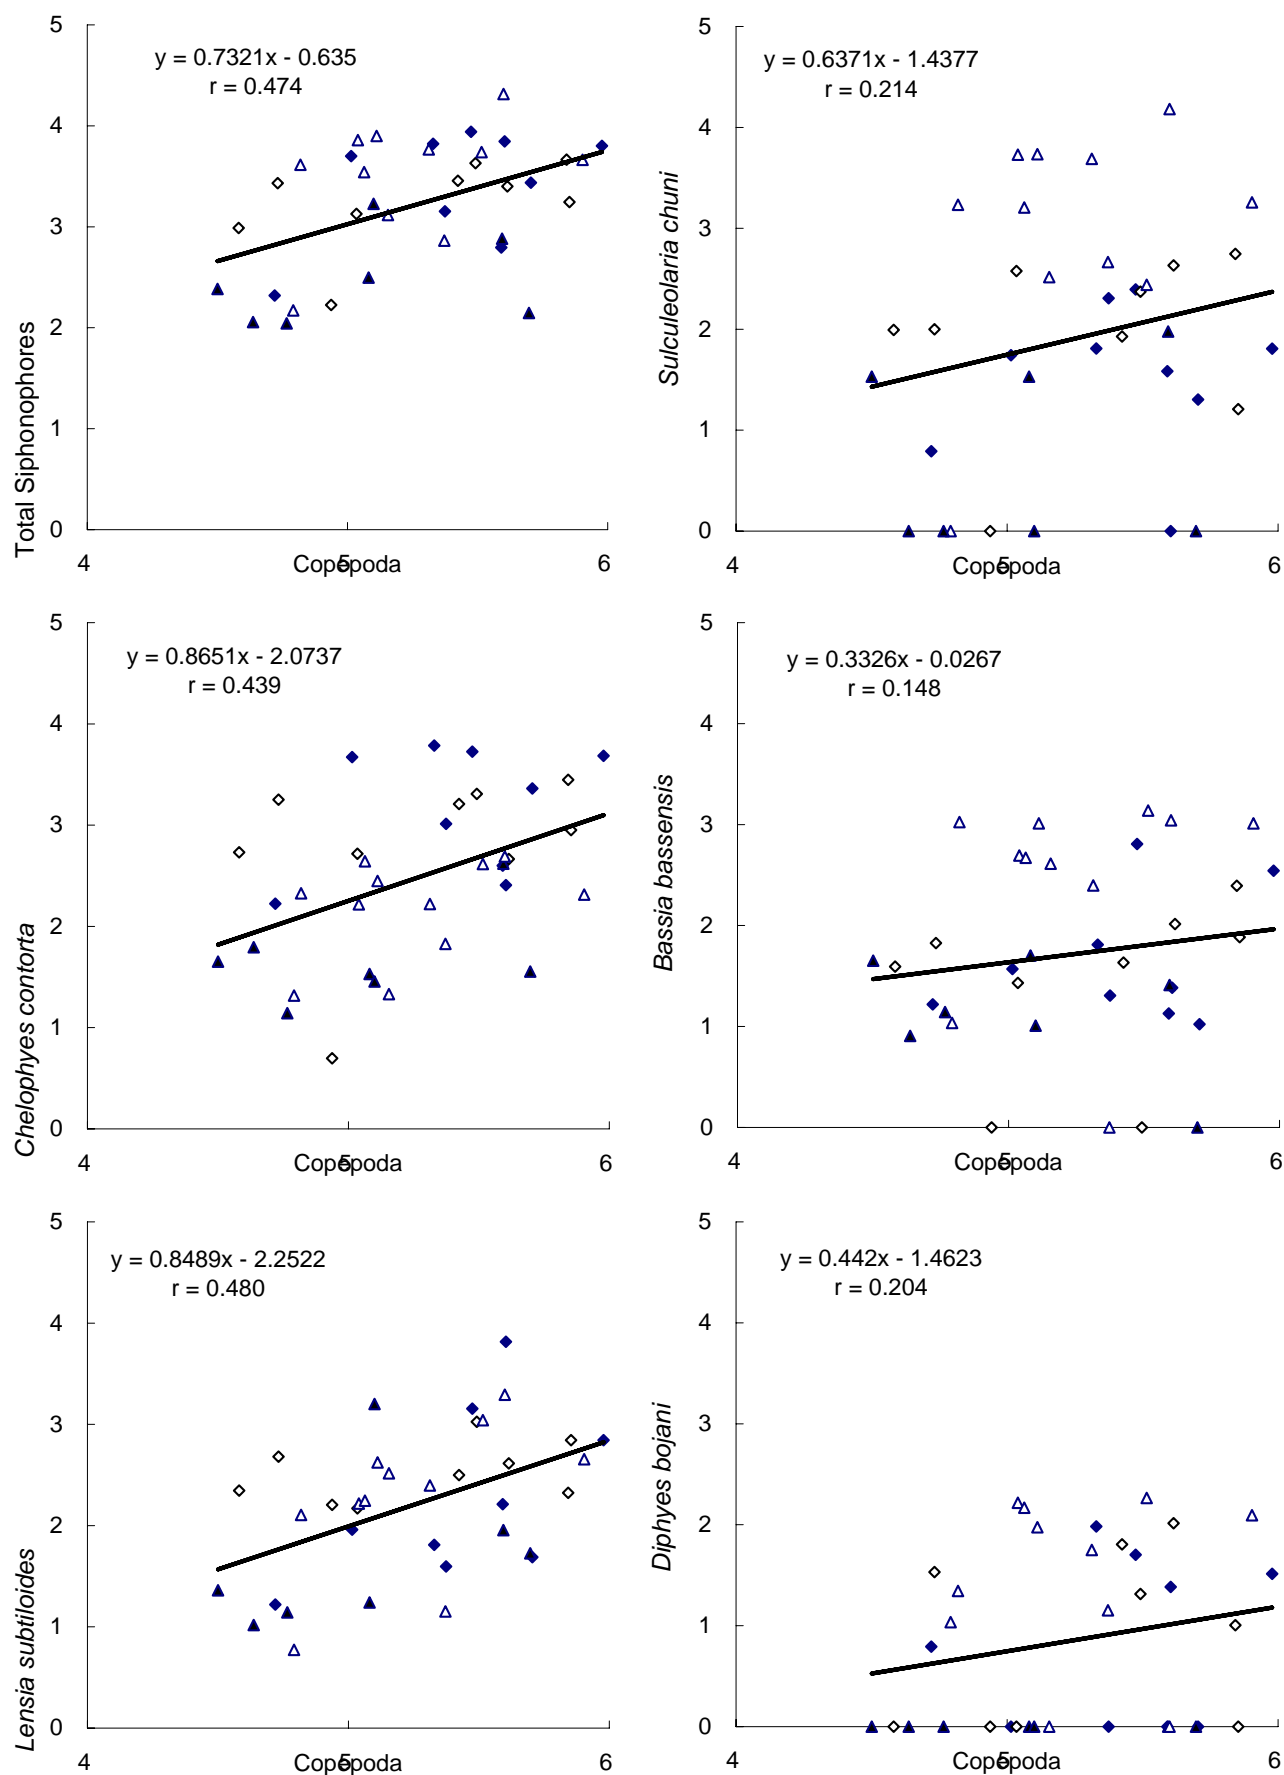 5
4
3
2
1
0
4
5
6
y = 0.7321x - 0.635
r = 0.474
Total Siphonophores
Copepoda
5
4
3
2
1
0
4
5
6
y = 0.6371x - 1.4377
r = 0.214
Sulculeolaria chuni
Copepoda
5
4
3
2
1
0
4
5
6
y = 0.8651x - 2.0737
r = 0.439
Chelophyes contorta
Copepoda
5
4
3
2
1
0
4
5
6
y = 0.3326x - 0.0267
r = 0.148
Bassia bassensis
Copepoda
5
4
3
2
1
0
4
5
6
y = 0.8489x - 2.2522
r = 0.480
Lensia subtiloides
Copepoda
5
4
3
2
1
0
4
5
6
y = 0.442x - 1.4623
r = 0.204
Diphyes bojani
Copepoda